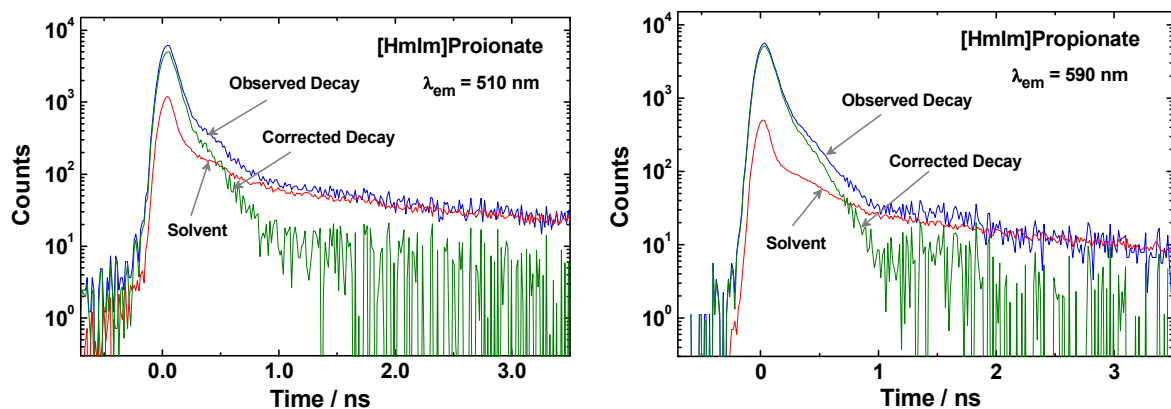 [HmIm]Proionate
λem = 510 nm
Observed Decay
Corrected Decay
Solvent
Counts
10⁴
10³
10²
10¹
10⁰
0.0 1.0 2.0 3.0
Time / ns
[HmIm]Propionate
λem = 590 nm
Observed Decay
Corrected Decay
Solvent
Counts
10⁴
10³
10²
10¹
10⁰
0 1 2 3
Time / ns